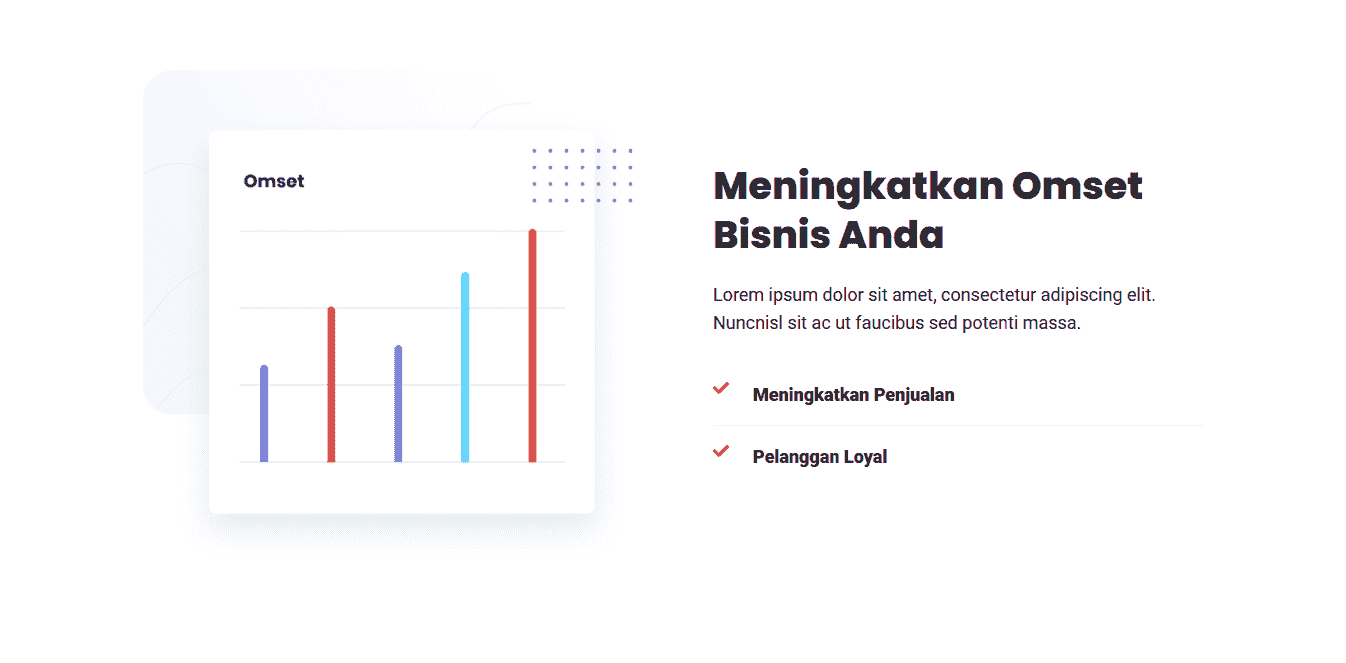 Omset
Meningkatkan Omset
Bisnis Anda
Lorem ipsum dolor sit amet, consectetur adipiscing elit.
Nuncnisl sit ac ut faucibus sed potenti massa.
Meningkatkan Penjualan
Pelanggan Loyal